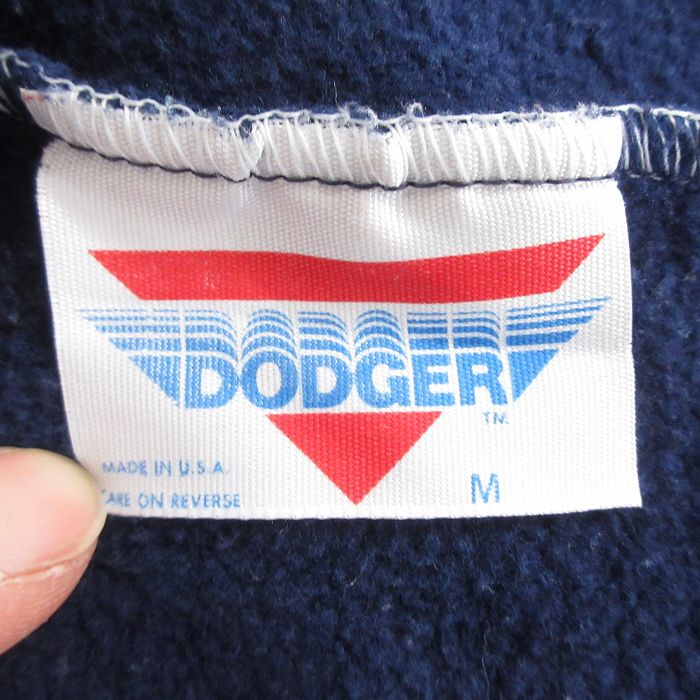 DODGER
TM
MADE IN U.S.A.
CARE ON REVERSE
M